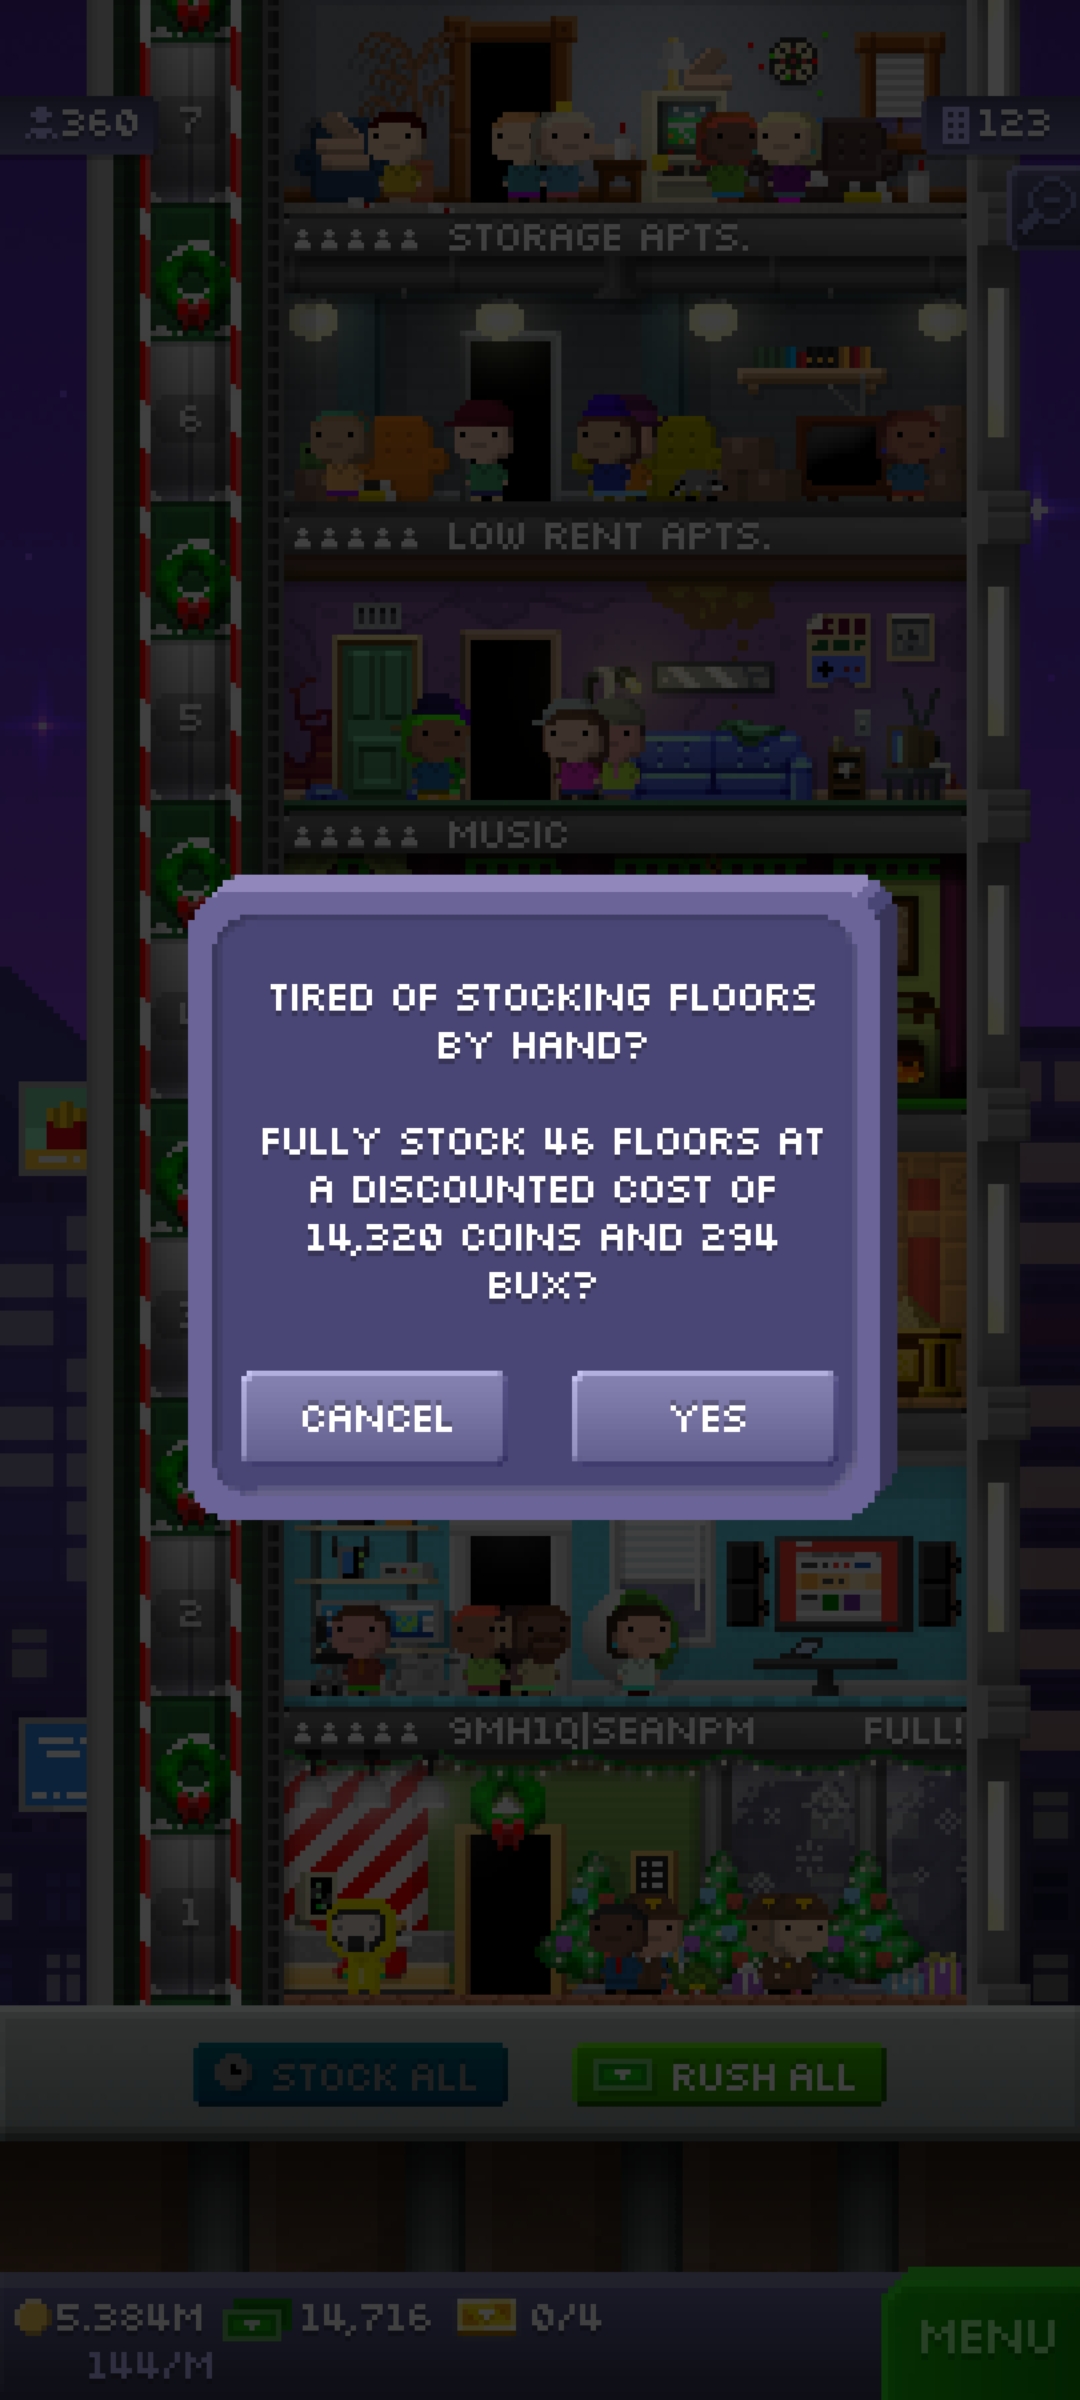 360
7
123
STORAGE APTS.
6
LOW RENT APTS.
5
MUSIC
TIRED OF STOCKING FLOORS
BY HAND?
FULLY STOCK 46 FLOORS AT
A DISCOUNTED COST OF
14,320 COINS AND 294
BUX?
CANCEL
YES
2
9MH1Q|SEANPM
FULL!
1
STOCK ALL
RUSH ALL
5.384M
14,716
0/4
144/M
MENU